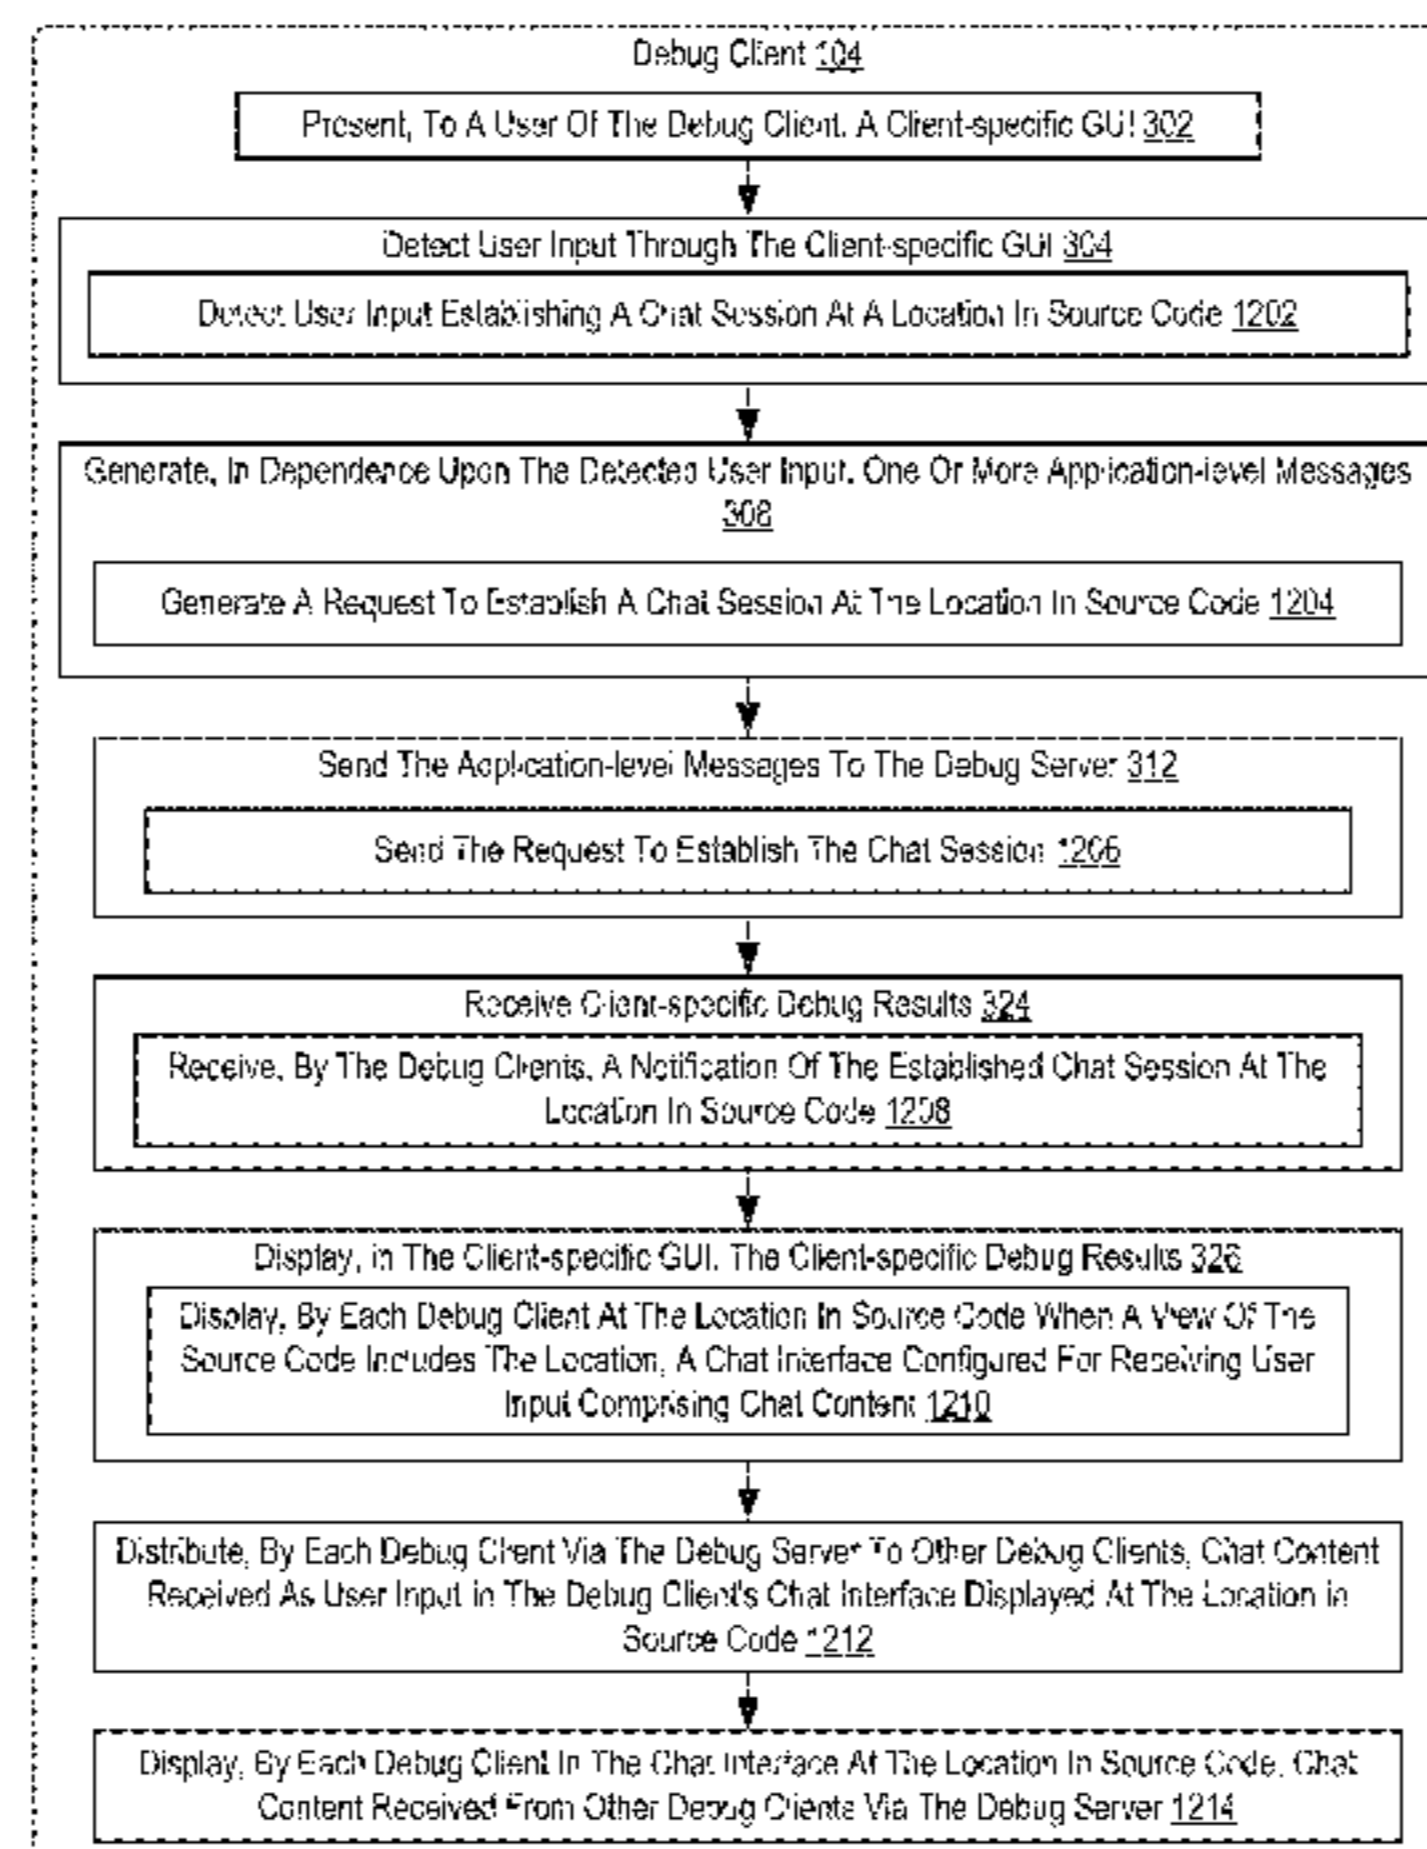 Debug Client 104
Present, To A User Of The Debug Client, A Client-specific GUI 302
Detect User Input Through The Client-specific GUI 304
Detect User Input Establishing A Chat Session At A Location In Source Code 1202
Generate, In Dependence Upon The Detected User Input, One Or More Application-level Messages
308
Generate A Request To Establish A Chat Session At The Location In Source Code 1204
Send The Application-level Messages To The Debug Server 312
Send The Request To Establish The Chat Session 1206
Receive Client-specific Debug Results 324
Receive, By The Debug Clients, A Notification Of The Established Chat Session At The
Location In Source Code 1208
Display, in The Client-specific GUI, The Client-specific Debug Results 326
Display, By Each Debug Client At The Location In Source Code When A View Of The
Source Code Includes The Location, A Chat Interface Configured For Receiving User
Input Comprising Chat Content 1210
Distribute, By Each Debug Client Via The Debug Server To Other Debug Clients, Chat Content
Received As User Input in The Debug Client's Chat Interface Displayed At The Location in
Source Code 1212
Display, By Each Debug Client In The Chat Interface At The Location In Source Code, Chat
Content Received From Other Debug Clients Via The Debug Server 1214